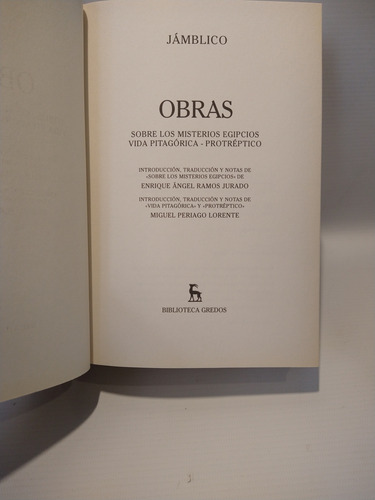 JÁMBLICO
OBRAS
SOBRE LOS MISTERIOS EGIPCIOS
VIDA PITAGÓRICA - PROTRÉPTICO
INTRODUCCIÓN, TRADUCCIÓN Y NOTAS DE
«SOBRE LOS MISTERIOS EGIPCIOS» DE
ENRIQUE ÁNGEL RAMOS JURADO
INTRODUCCIÓN, TRADUCCIÓN Y NOTAS DE
«VIDA PITAGÓRICA» Y «PROTRÉPTICO»
MIGUEL PERIAGO LORENTE
BIBLIOTECA GREDOS